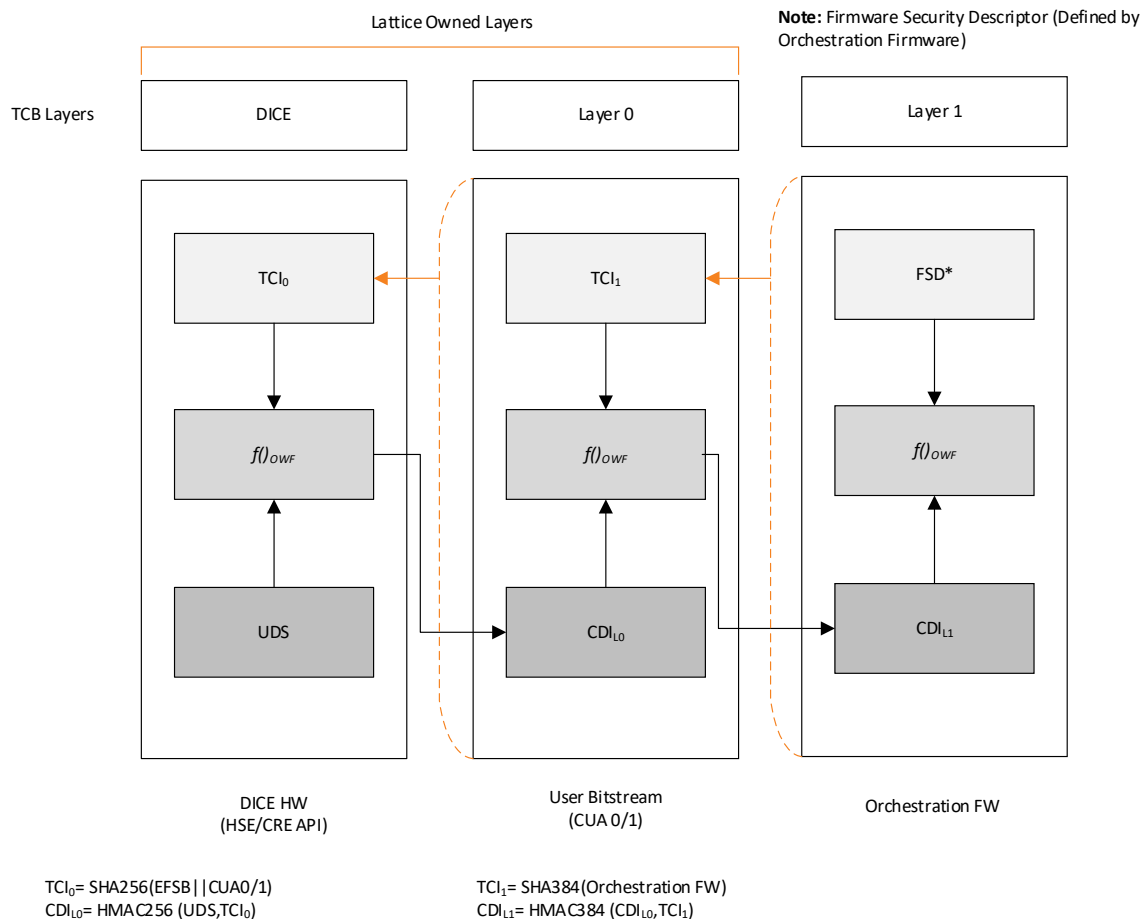 Lattice Owned Layers
Note: Firmware Security Descriptor (Defined by
Orchestration Firmware)
TCB Layers
DICE
Layer 0
Layer 1
TCI₀
TCI₁
FSD*
f()OWF
f()OWF
f()OWF
UDS
CDIL0
CDIL1
DICE HW
(HSE/CRE API)
User Bitstream
(CUA 0/1)
Orchestration FW
TCI₀= SHA256(EFSB||CUA0/1)
CDIL0= HMAC256 (UDS,TCI₀)
TCI₁= SHA384(Orchestration FW)
CDIL1= HMAC384 (CDIL0,TCI₁)